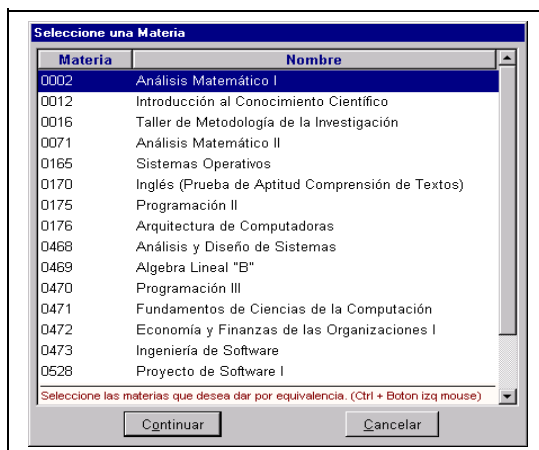 Seleccione una Materia
Materia Nombre
0002 Análisis Matemático I
0012 Introducción al Conocimiento Científico
0016 Taller de Metodología de la Investigación
0071 Análisis Matemático II
0165 Sistemas Operativos
0170 Inglés (Prueba de Aptitud Comprensión de Textos)
0175 Programación II
0176 Arquitectura de Computadoras
0468 Análisis y Diseño de Sistemas
0469 Algebra Lineal "B"
0470 Programación III
0471 Fundamentos de Ciencias de la Computación
0472 Economía y Finanzas de las Organizaciones I
0473 Ingeniería de Software
0528 Proyecto de Software I
Seleccione las materias que desea dar por equivalencia. (Ctrl + Boton izq mouse)
Continuar Cancelar